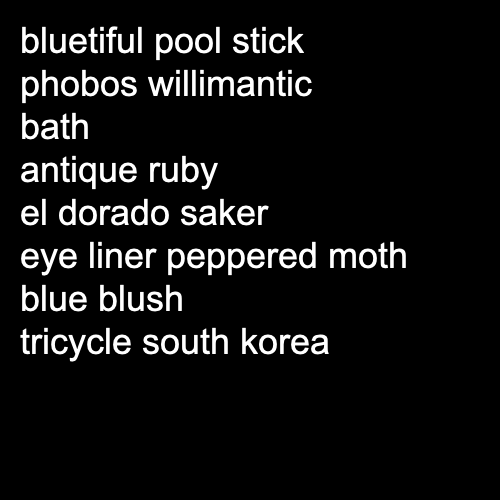 bluetiful pool stick
phobos willimantic
bath
antique ruby
el dorado saker
eye liner peppered moth
blue blush
tricycle south korea